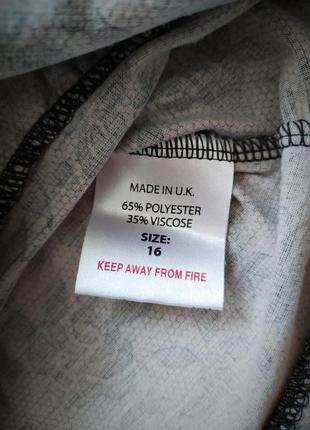 MADE IN U.K.
65% POLYESTER
35% VISCOSE
SIZE:
16
KEEP AWAY FROM FIRE